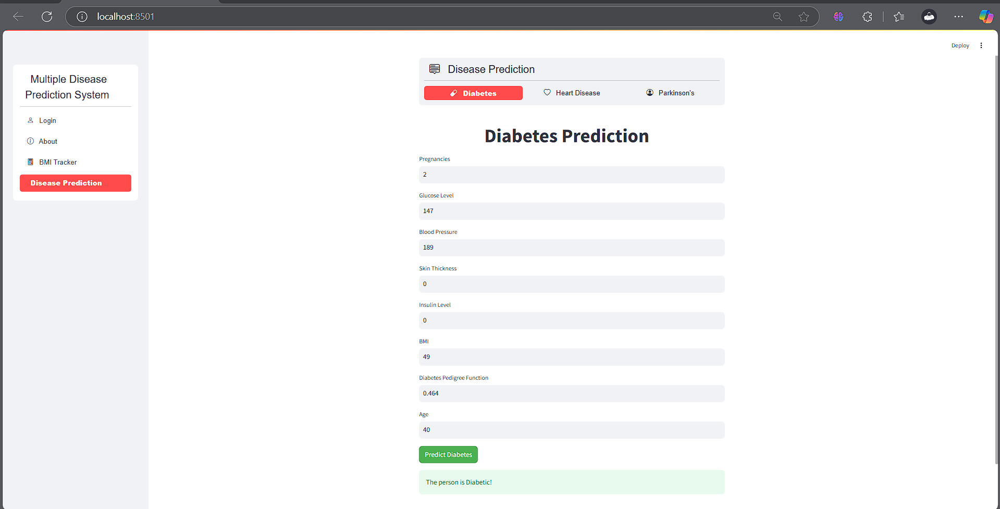 localhost:8501
Deploy
Multiple Disease
Prediction System
Login
About
BMI Tracker
Disease Prediction
Disease Prediction
Diabetes
Heart Disease
Parkinson's
Diabetes Prediction
Pregnancies
2
Glucose Level
147
Blood Pressure
189
Skin Thickness
0
Insulin Level
0
BMI
49
Diabetes Pedigree Function
0.464
Age
40
Predict Diabetes
The person is Diabetic!